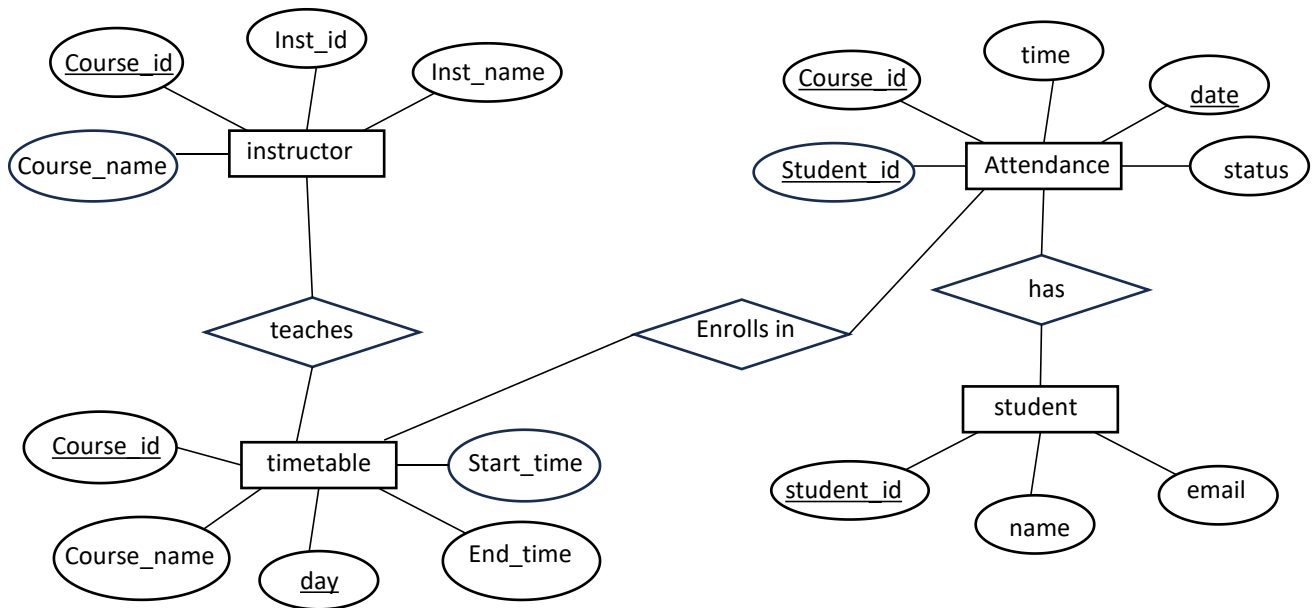 Course_id
Inst_id
Inst_name
Course_name
instructor
teaches
Course_id
timetable
Start_time
Course_name
day
End_time
Enrolls in
Course_id
time
date
Student_id
Attendance
status
has
student
student_id
name
email